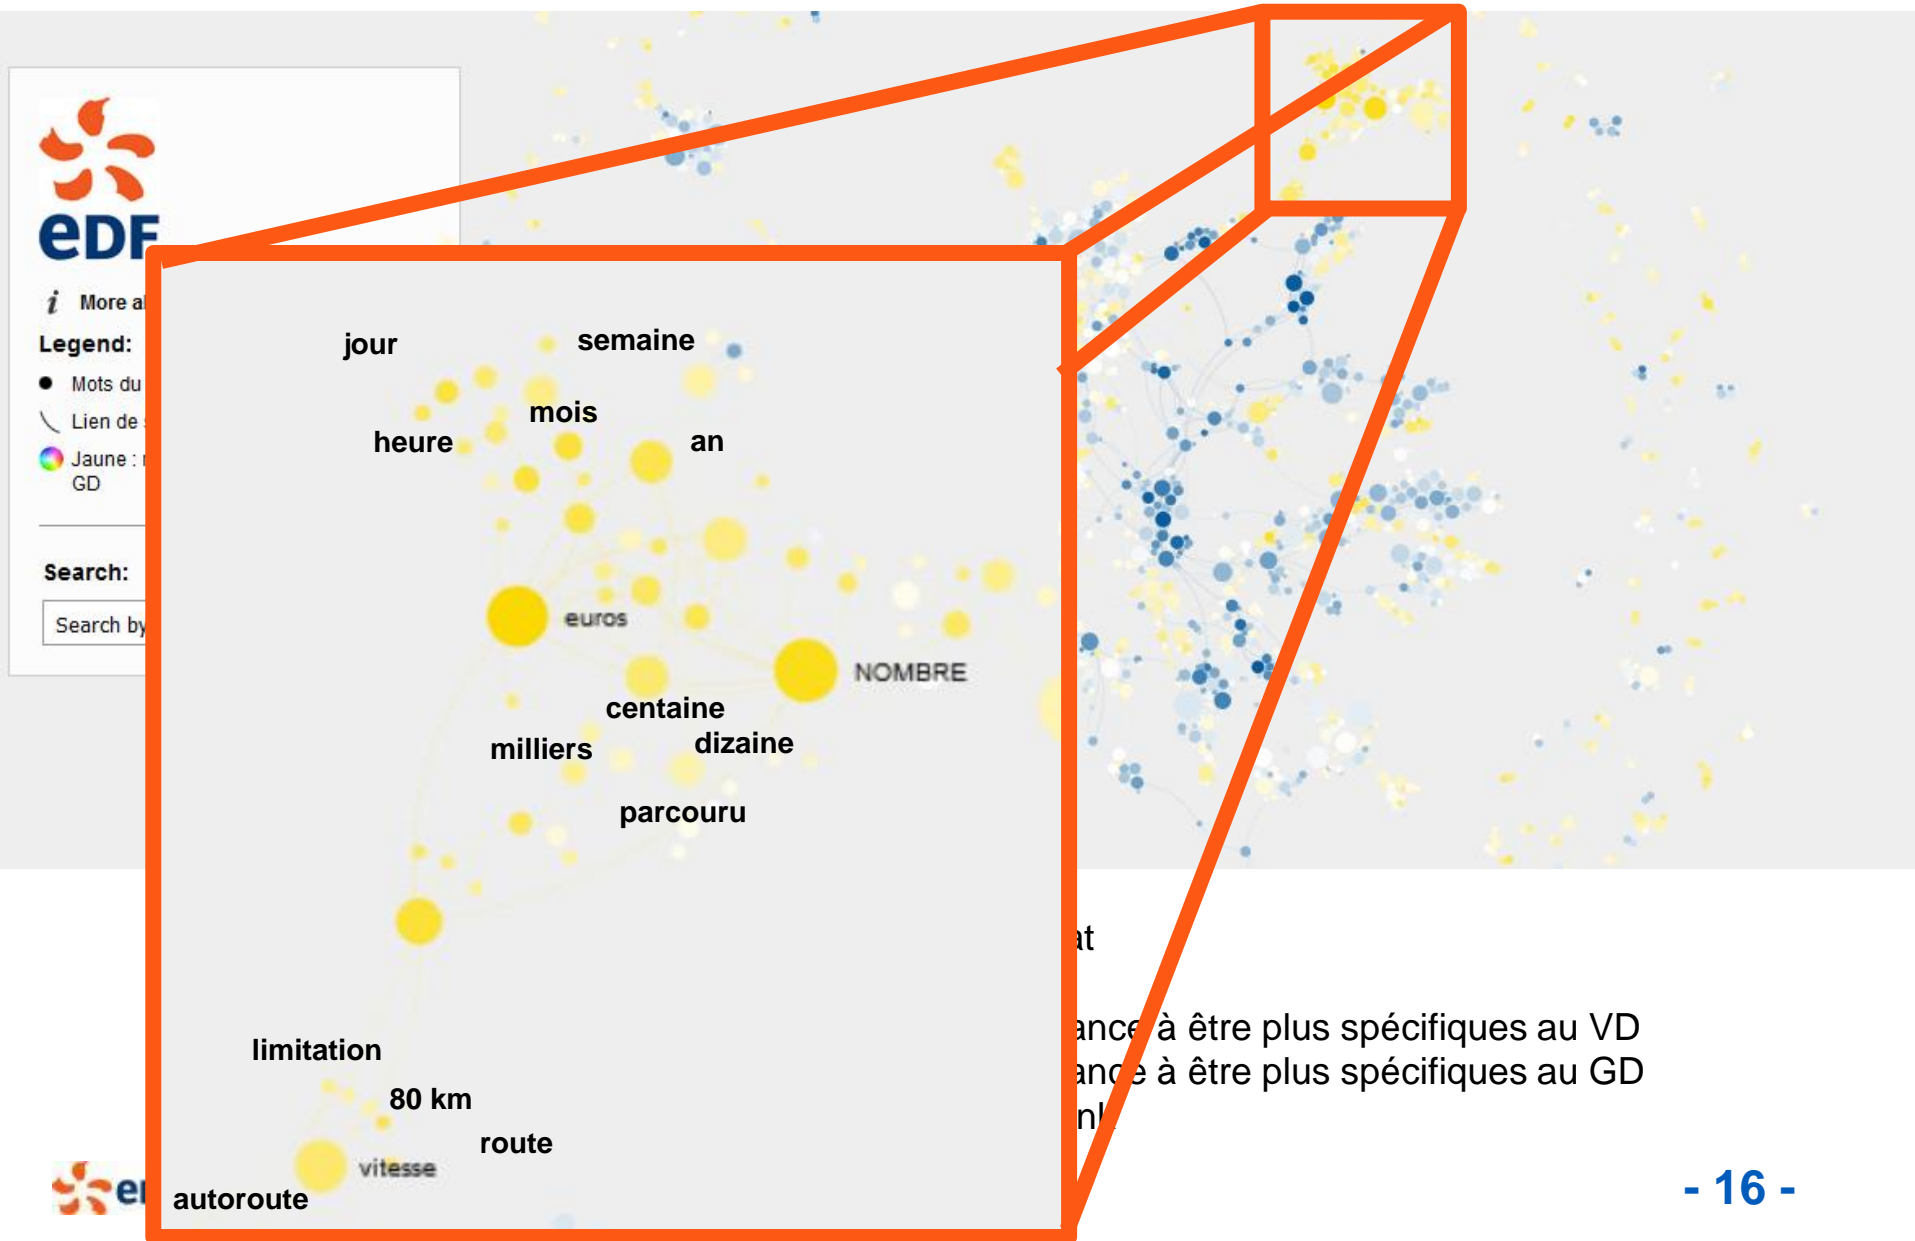 eDF
i More al
Legend:
Mots du
Lien de
Jaune :
GD
Search:
Search by
jour
semaine
mois
heure
an
euros
NOMBRE
centaine
milliers
dizaine
parcouru
limitation
80 km
route
vitesse
autoroute
at
ance à être plus spécifiques au VD
ance à être plus spécifiques au GD
- 16 -